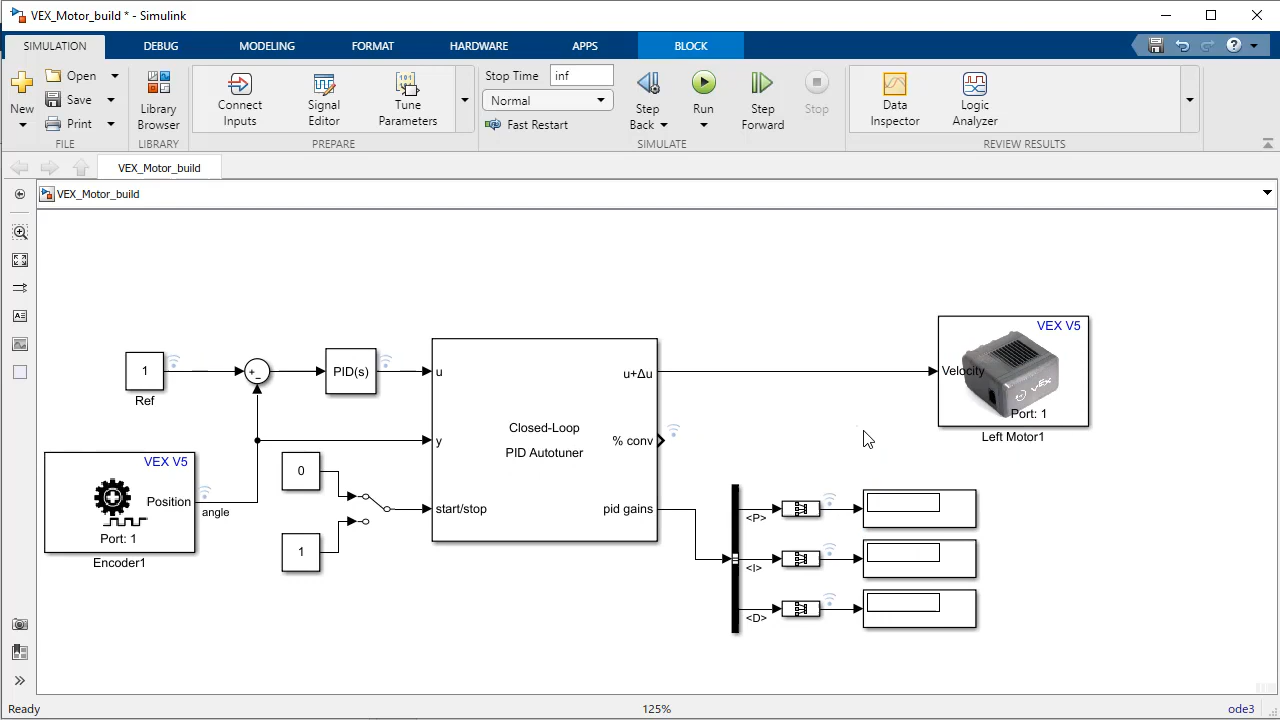 VEX_Motor_build * - Simulink
SIMULATION DEBUG MODELING FORMAT HARDWARE APPS BLOCK
New
Open
Save
Print
FILE
Library Browser
LIBRARY
Connect Inputs
Signal Editor
Tune Parameters
PREPARE
Stop Time inf
Normal
Fast Restart
Step Back
Run
Step Forward
Stop
SIMULATE
Data Inspector
Logic Analyzer
REVIEW RESULTS
VEX_Motor_build
VEX_Motor_build
1
Ref
+
-
PID(s)
u
y
start/stop
Closed-Loop
PID Autotuner
u+Δu
% conv
pid gains
VEX V5
Velocity
VEX
Port: 1
Left Motor1
VEX V5
Position
Port: 1
Encoder1
angle
0
1
<P>
<I>
<D>
Ready 125% ode3